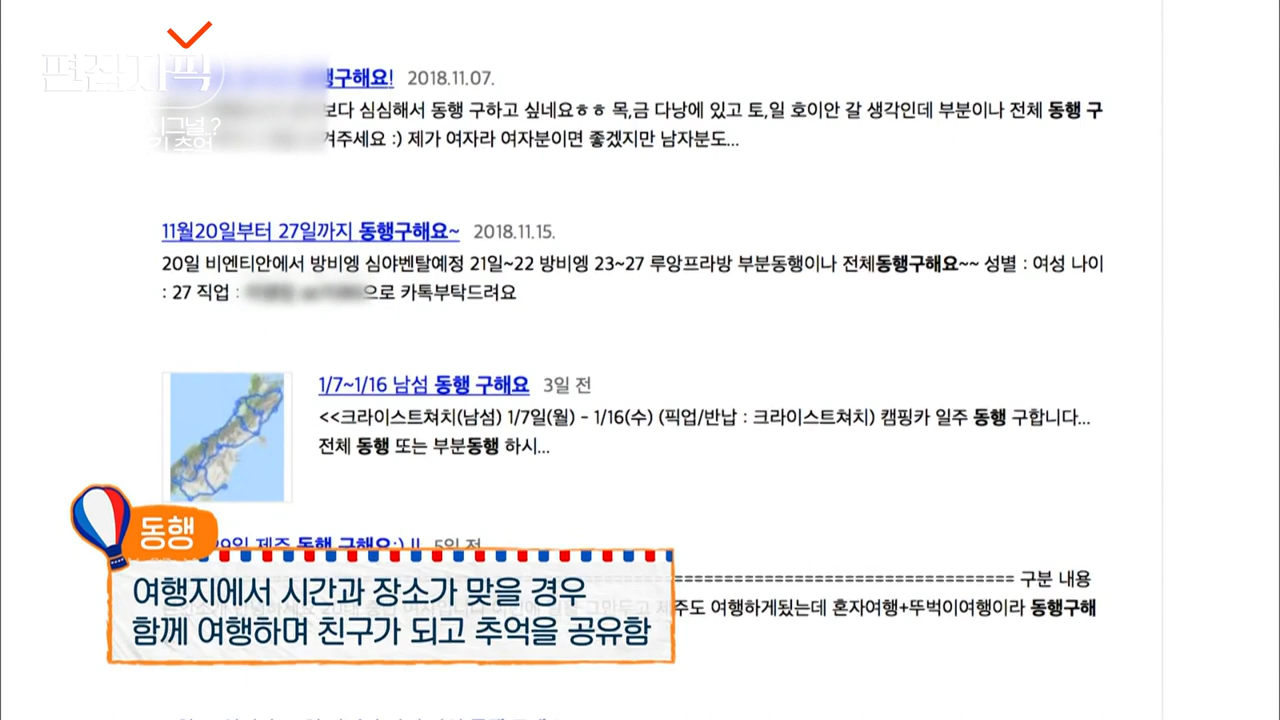 편집자픽
시그널..?
추억
행구해요! 2018.11.07.
보다 심심해서 동행 구하고 싶네요ㅎㅎ 목,금 다낭에 있고 토,일 호이안 갈 생각인데 부분이나 전체 동행 구
겨주세요 :) 제가 여자라 여자분이면 좋겠지만 남자분도...
11월20일부터 27일까지 동행구해요~ 2018.11.15.
20일 비엔티안에서 방비엥 심야벤탈예정 21일~22 방비엥 23~27 루앙프라방 부분동행이나 전체동행구해요~~ 성별 : 여성 나이
: 27 직업 : 으로 카톡부탁드려요
1/7~1/16 남섬 동행 구해요 3일 전
<<크라이스트쳐치(남섬) 1/7일(월) - 1/16(수) (픽업/반납 : 크라이스트쳐치) 캠핑카 일주 동행 구합니다...
전체 동행 또는 부분동행 하시...
29일 제주 동행 구해요:) !! 5일 전
====================================== 구분 내용
제주도 여행하게됬는데 혼자여행+뚜벅이여행이라 동행구해
동행
여행지에서 시간과 장소가 맞을 경우
함께 여행하며 친구가 되고 추억을 공유함